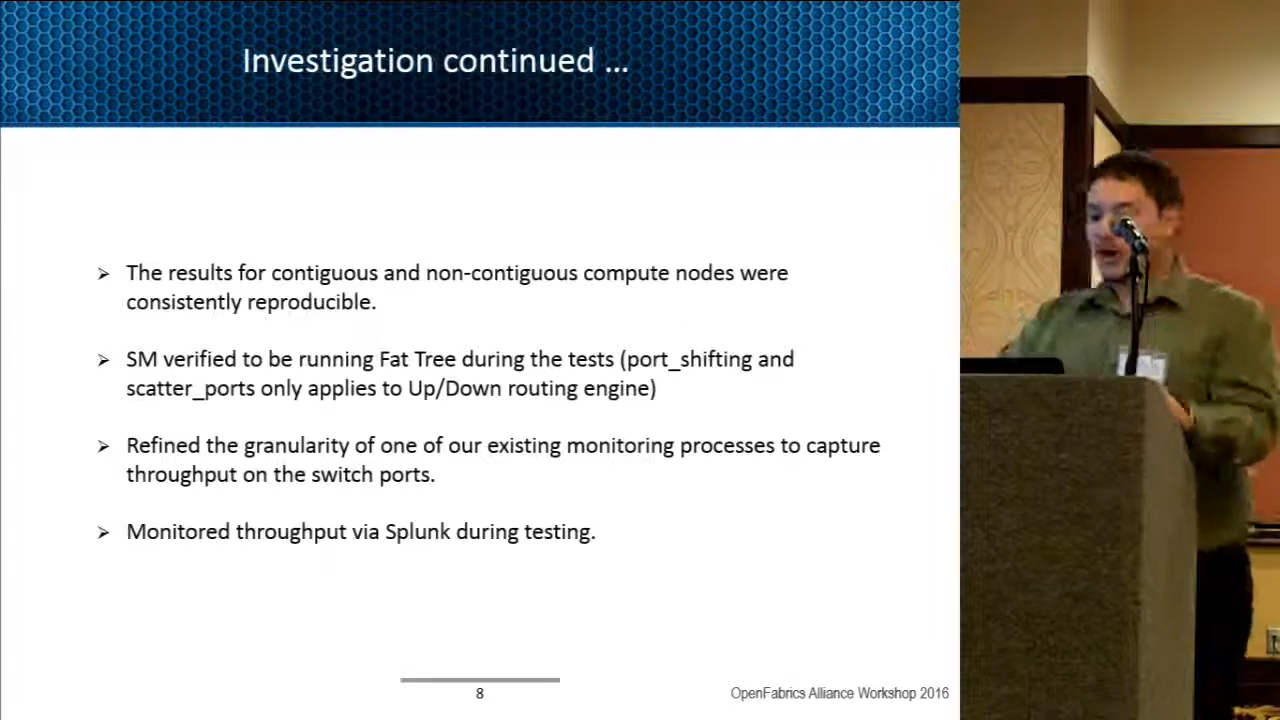 Investigation continued ...
➢ The results for contiguous and non-contiguous compute nodes were
consistently reproducible.
➢ SM verified to be running Fat Tree during the tests (port_shifting and
scatter_ports only applies to Up/Down routing engine)
➢ Refined the granularity of one of our existing monitoring processes to capture
throughput on the switch ports.
➢ Monitored throughput via Splunk during testing.
8
OpenFabrics Alliance Workshop 2016